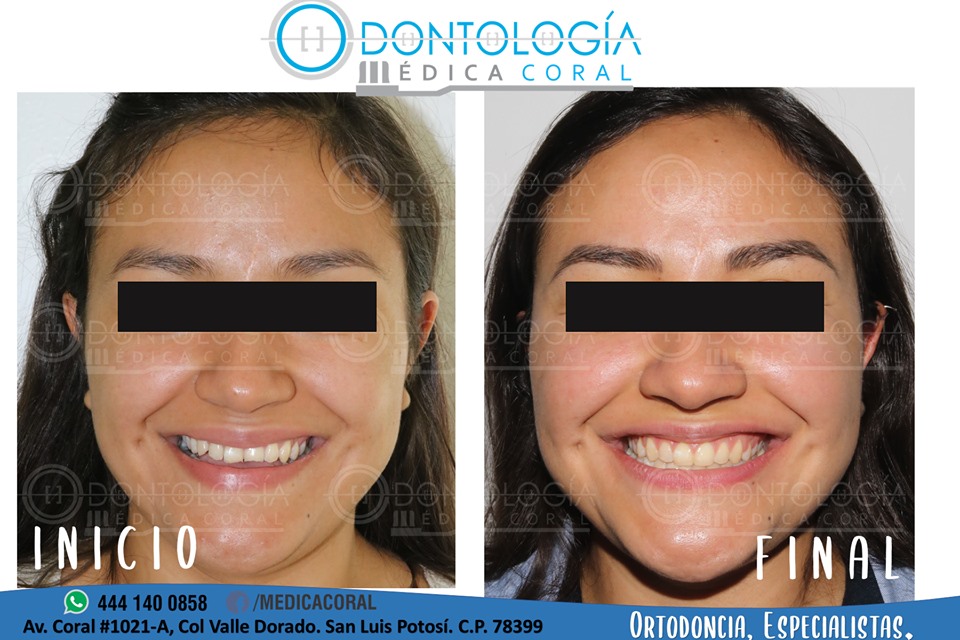 ODONTOLOGÍA
MÉDICA CORAL
INICIO
FINAL
444 140 0858
/MEDICACORAL
Av. Coral #1021-A, Col Valle Dorado. San Luis Potosí. C.P. 78399
ORTODONCIA, ESPECIALISTAS.